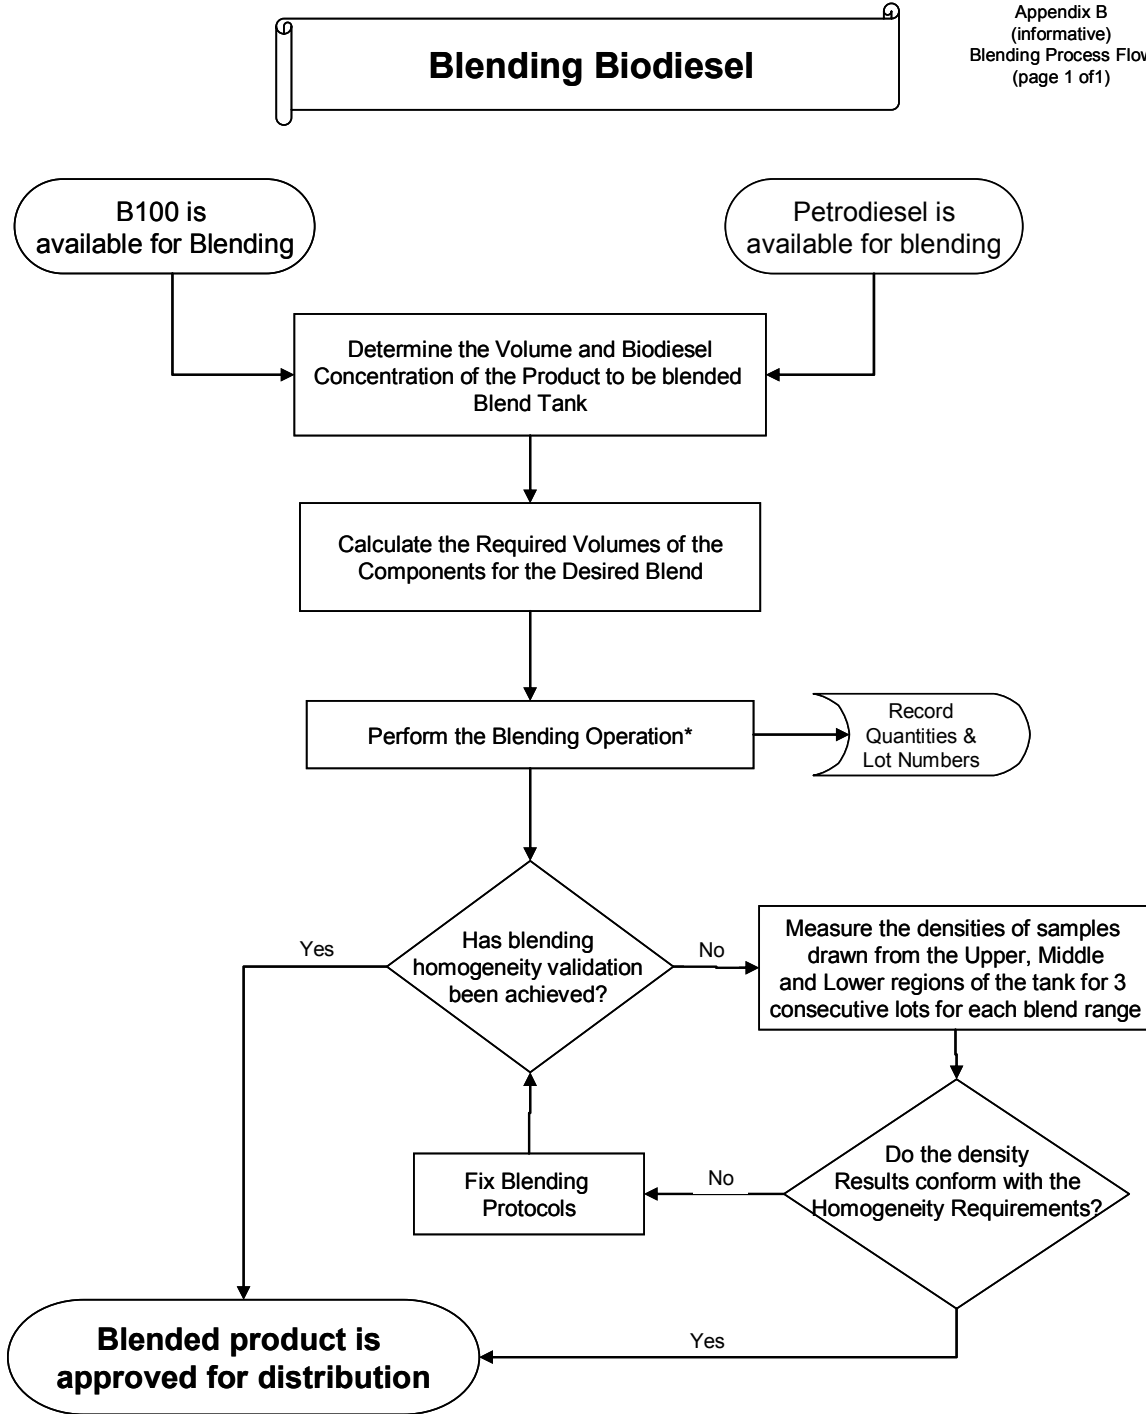 Appendix B
(informative)
Blending Process Flow
(page 1 of1)
Blending Biodiesel
B100 is
available for Blending
Petrodiesel is
available for blending
Determine the Volume and Biodiesel
Concentration of the Product to be blended
Blend Tank
Calculate the Required Volumes of the
Components for the Desired Blend
Perform the Blending Operation*
Record
Quantities &
Lot Numbers
Has blending
homogeneity validation
been achieved?
Yes
No
Measure the densities of samples
drawn from the Upper, Middle
and Lower regions of the tank for 3
consecutive lots for each blend range
Do the density
Results conform with the
Homogeneity Requirements?
No
Fix Blending
Protocols
Yes
Blended product is
approved for distribution